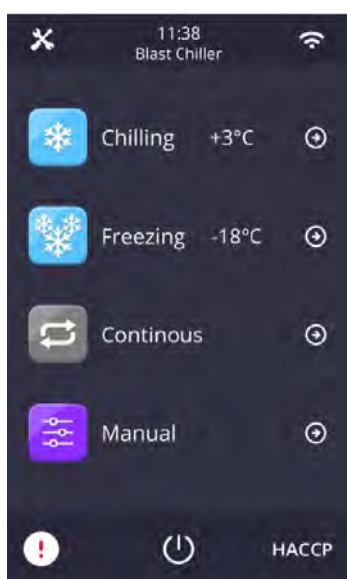 11:38
Blast Chiller
Chilling +3°C
Freezing -18°C
Continous
Manual
! HACCP